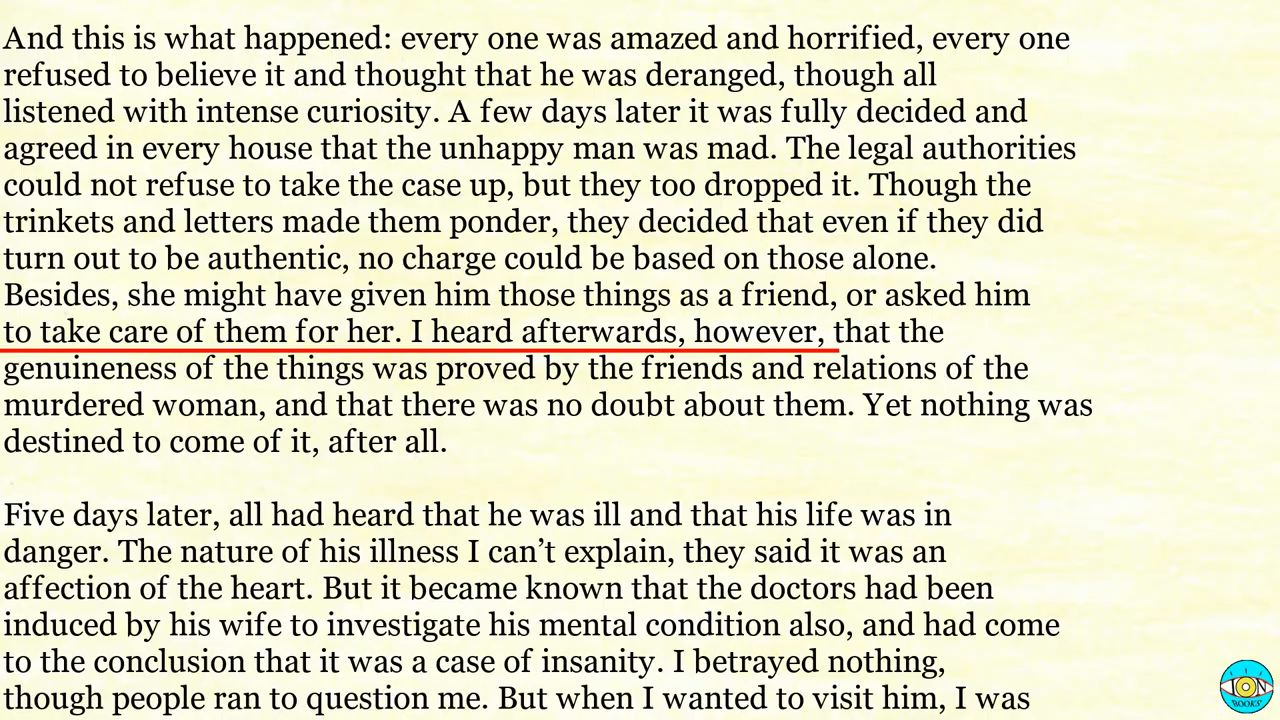 And this is what happened: every one was amazed and horrified, every one
refused to believe it and thought that he was deranged, though all
listened with intense curiosity. A few days later it was fully decided and
agreed in every house that the unhappy man was mad. The legal authorities
could not refuse to take the case up, but they too dropped it. Though the
trinkets and letters made them ponder, they decided that even if they did
turn out to be authentic, no charge could be based on those alone.
Besides, she might have given him those things as a friend, or asked him
to take care of them for her. I heard afterwards, however, that the
genuineness of the things was proved by the friends and relations of the
murdered woman, and that there was no doubt about them. Yet nothing was
destined to come of it, after all.
Five days later, all had heard that he was ill and that his life was in
danger. The nature of his illness I can’t explain, they said it was an
affection of the heart. But it became known that the doctors had been
induced by his wife to investigate his mental condition also, and had come
to the conclusion that it was a case of insanity. I betrayed nothing,
though people ran to question me. But when I wanted to visit him, I was
ION
BOOKS